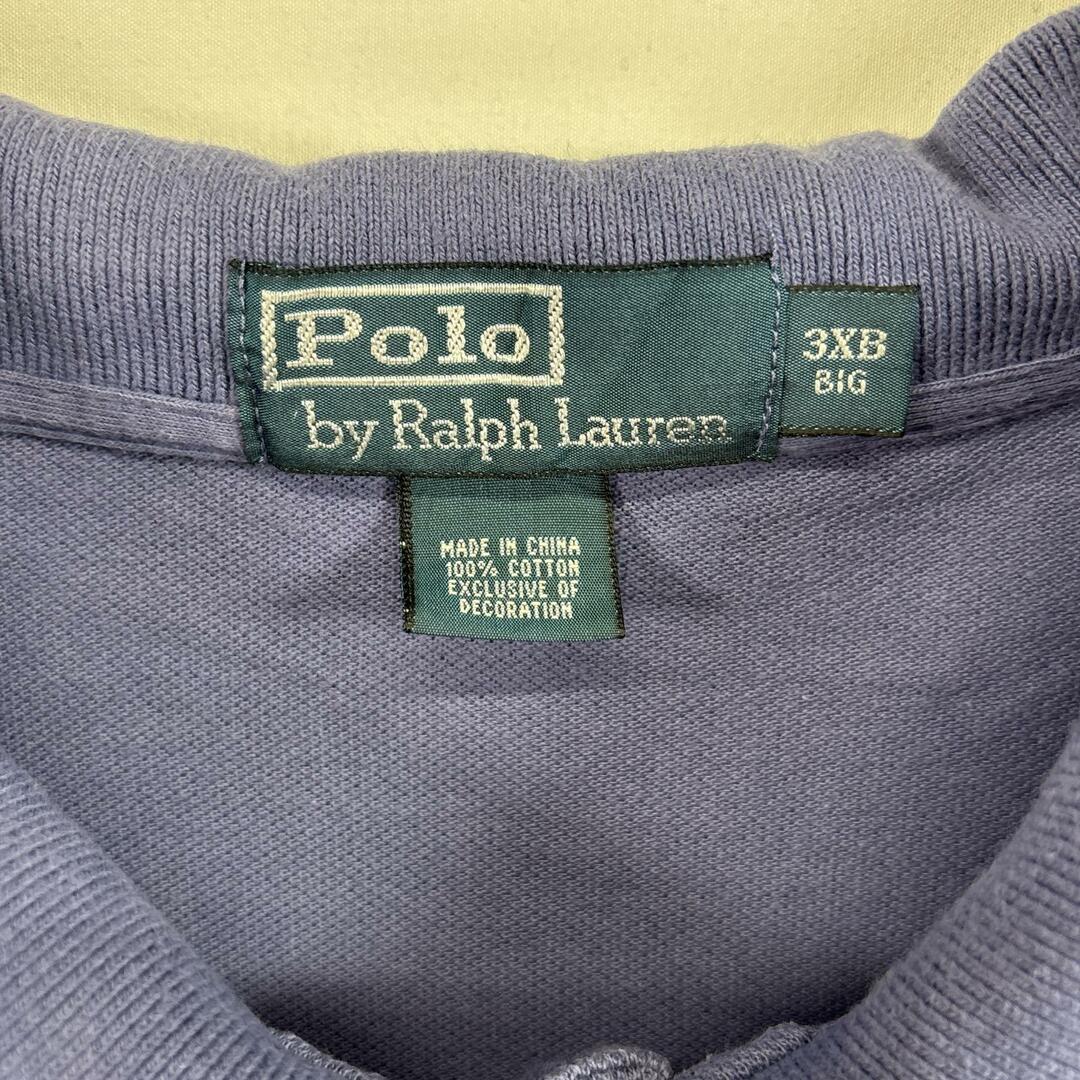 Polo
by Ralph Lauren
3XB
BIG
MADE IN CHINA
100% COTTON
EXCLUSIVE OF
DECORATION